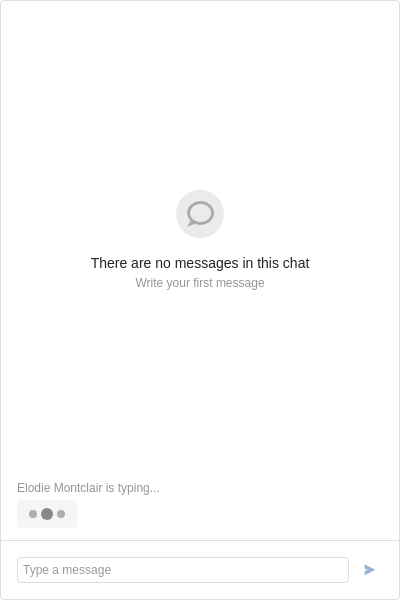 There are no messages in this chat
Write your first message
Elodie Montclair is typing...
Type a message